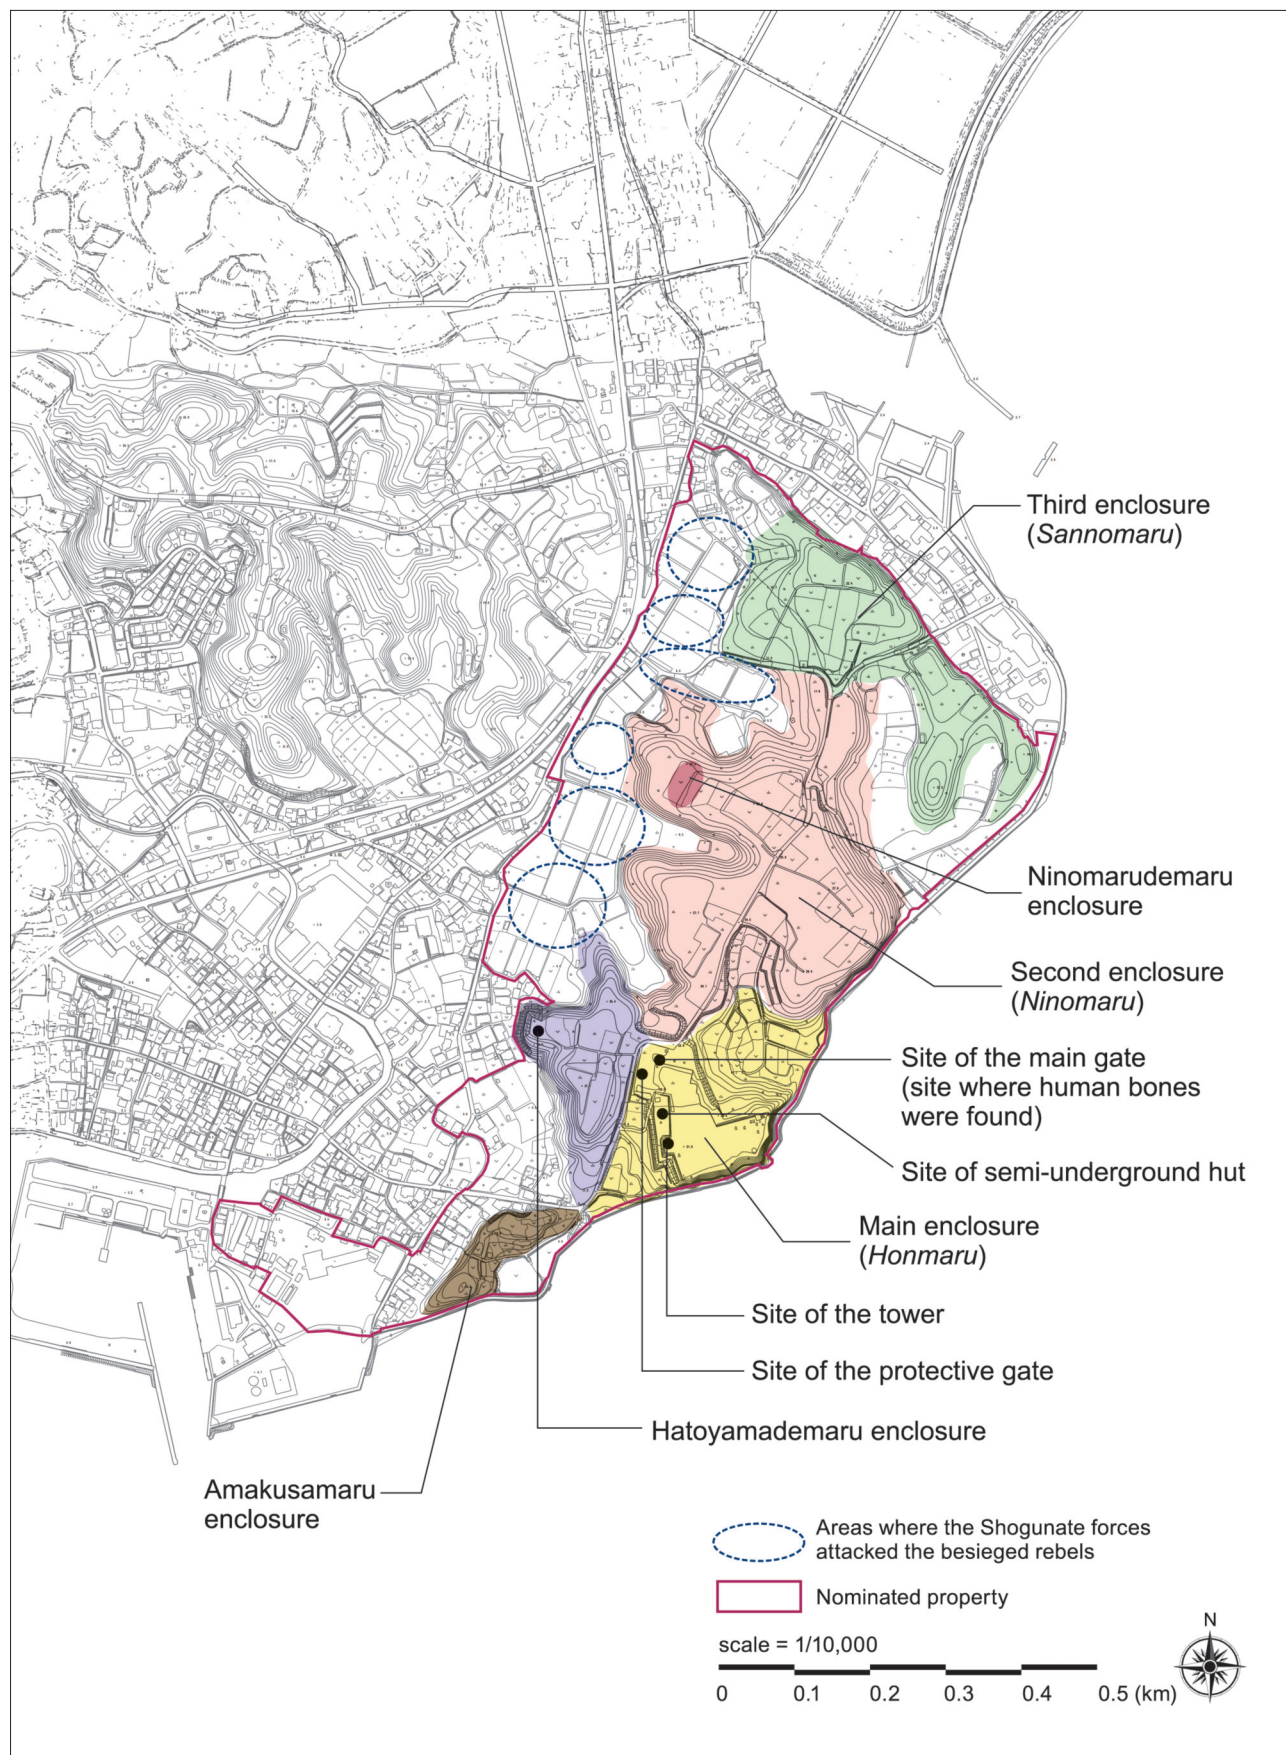 Third enclosure
(Sannomaru)
Ninomarudemaru
enclosure
Second enclosure
(Ninomaru)
Site of the main gate
(site where human bones
were found)
Site of semi-underground hut
Main enclosure
(Honmaru)
Site of the tower
Site of the protective gate
Hatoyamademaru enclosure
Amakusamaru
enclosure
Areas where the Shogunate forces
attacked the besieged rebels
Nominated property
scale = 1/10,000
0 0.1 0.2 0.3 0.4 0.5 (km)
N